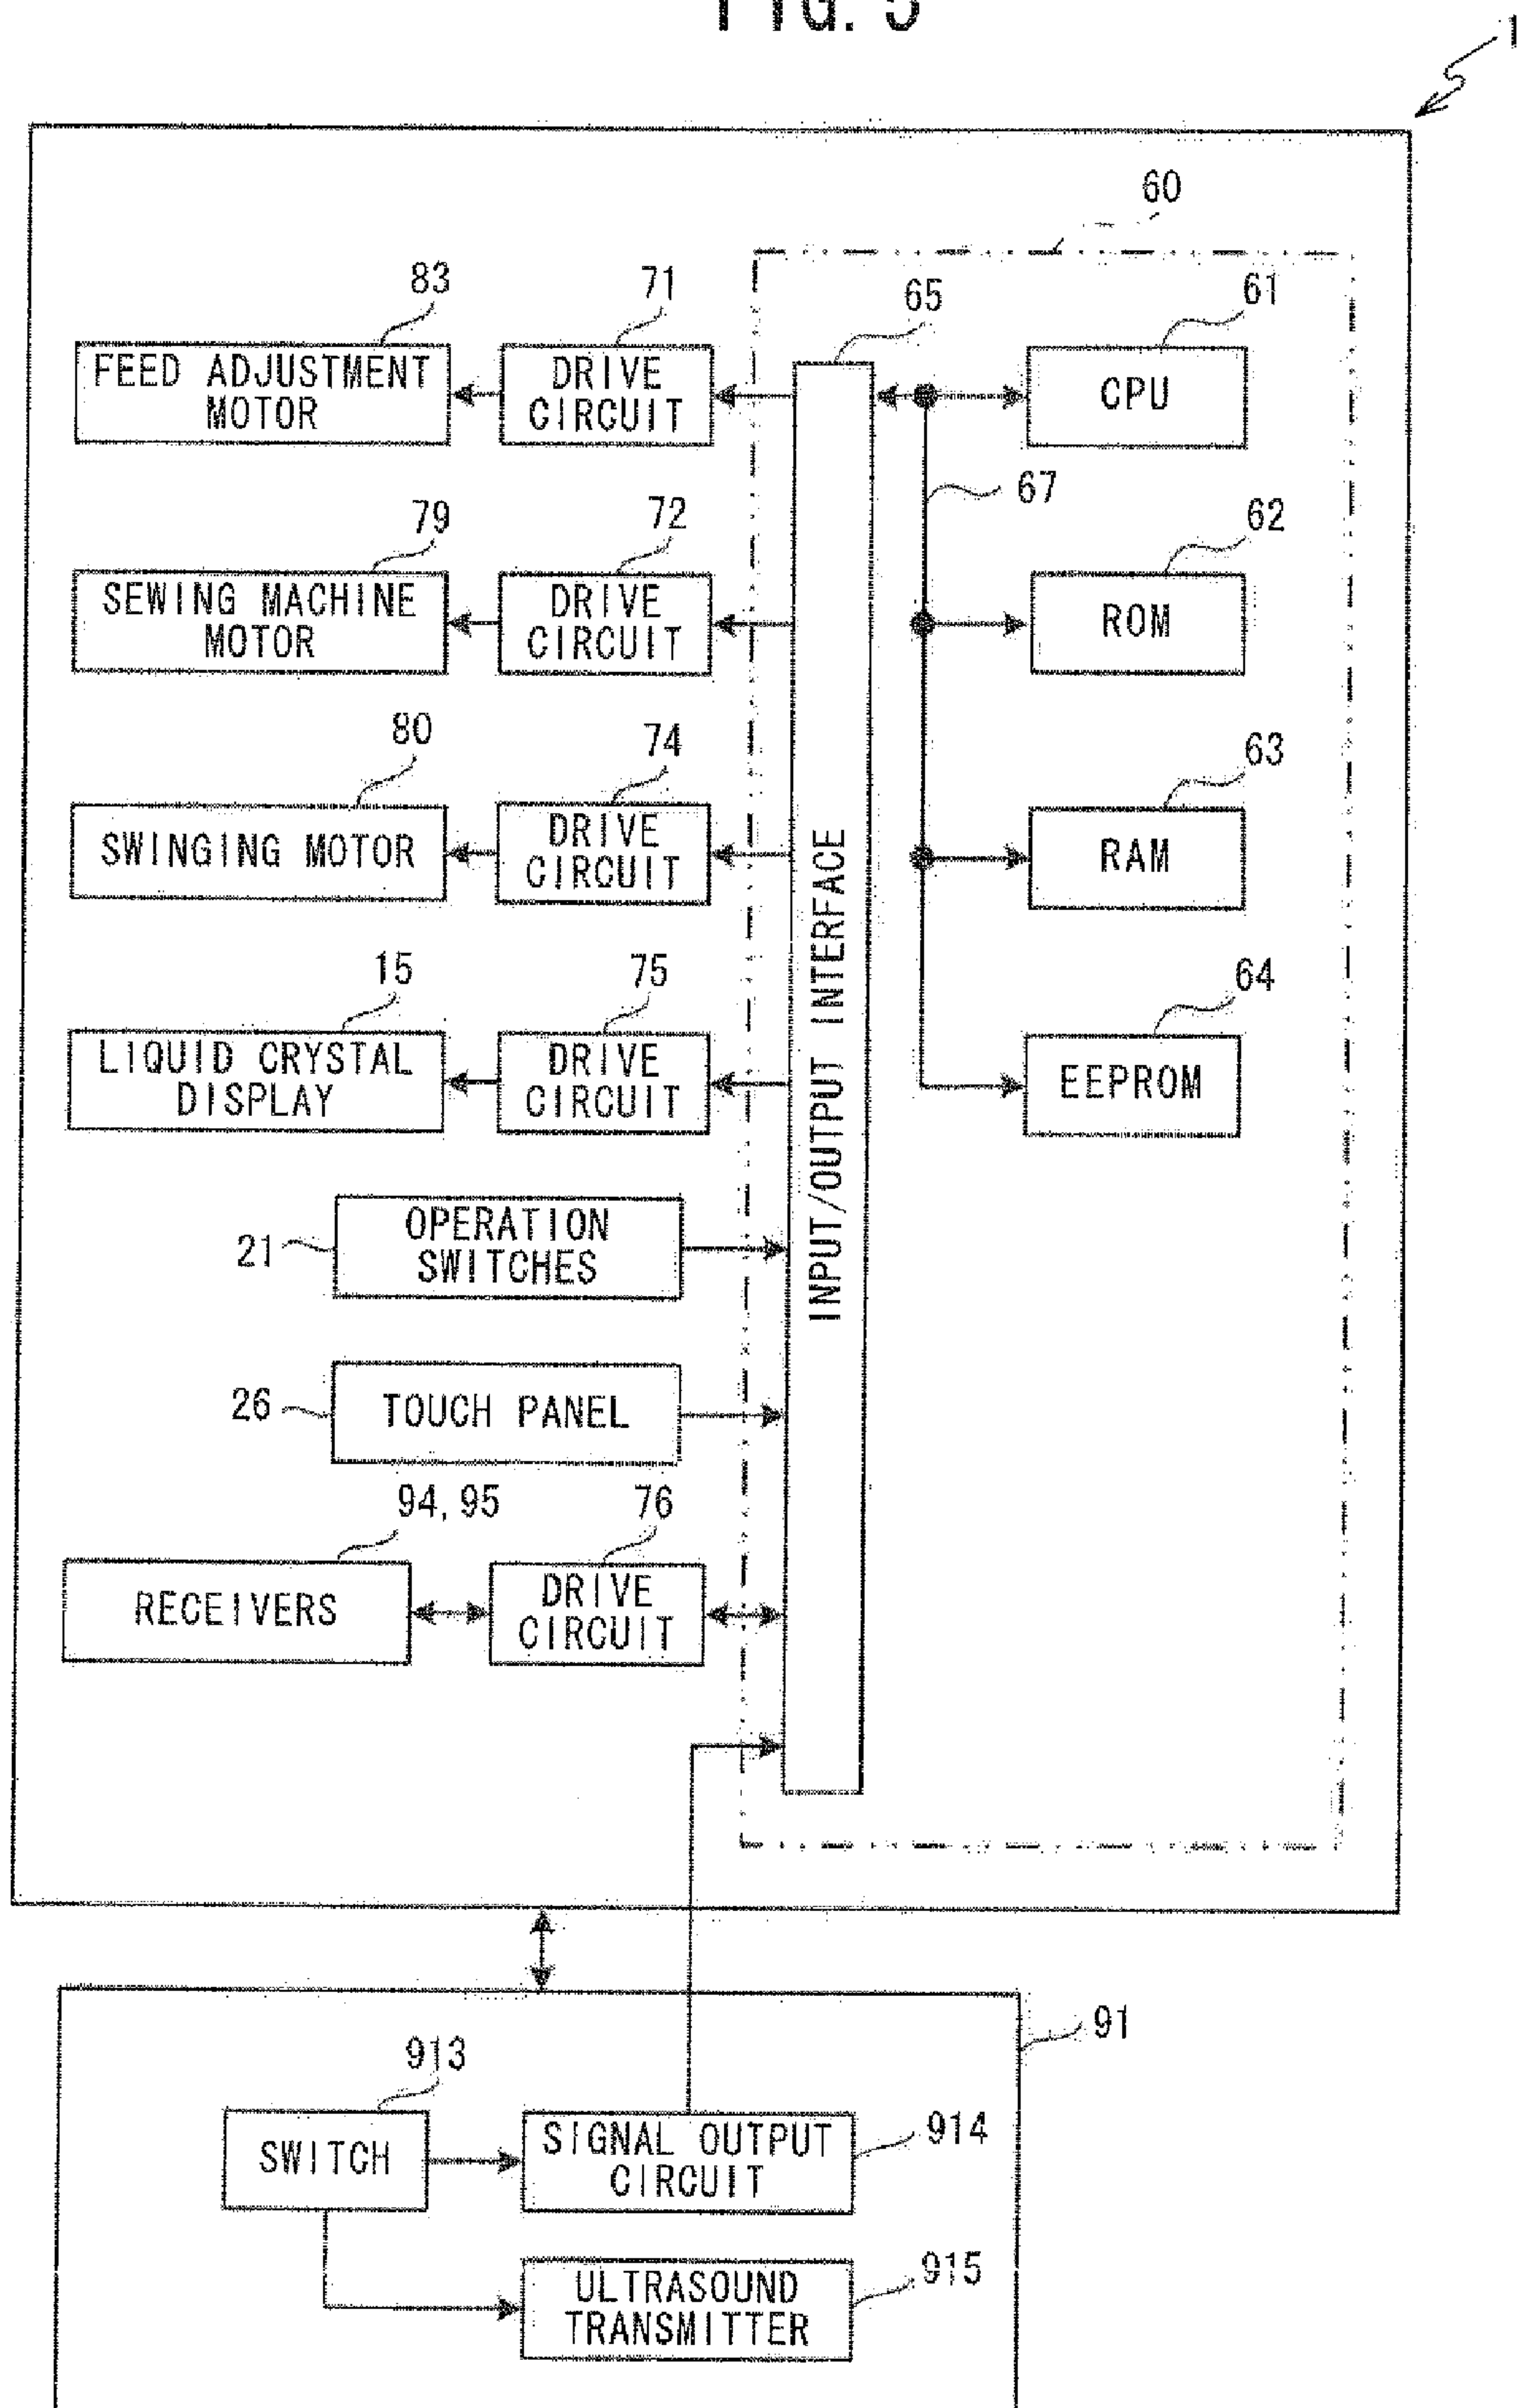 FIG. 5
1
60
83
71
65
61
FEED ADJUSTMENT
MOTOR
DRIVE
CIRCUIT
CPU
67
79
72
62
SEWING MACHINE
MOTOR
DRIVE
CIRCUIT
ROM
80
74
63
SWINGING MOTOR
DRIVE
CIRCUIT
RAM
INPUT/OUTPUT INTERFACE
15
75
64
LIQUID CRYSTAL
DISPLAY
DRIVE
CIRCUIT
EEPROM
21
OPERATION
SWITCHES
26
TOUCH PANEL
94, 95
76
RECEIVERS
DRIVE
CIRCUIT
91
913
SWITCH
SIGNAL OUTPUT
CIRCUIT
914
ULTRASOUND
TRANSMITTER
915